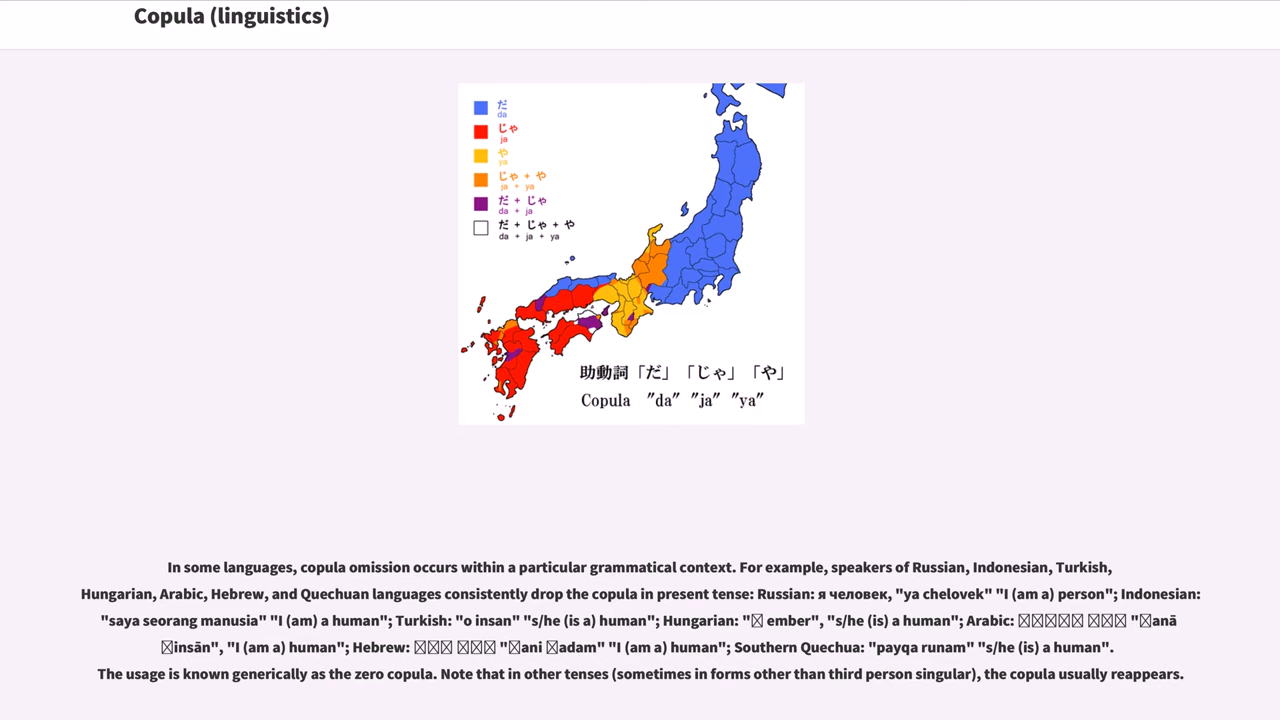 Copula (linguistics)
だ
da
じゃ
ja
や
ya
じゃ + や
ja + ya
だ + じゃ
da + ja
だ + じゃ + や
da + ja + ya
助動詞「だ」「じゃ」「や」
Copula "da" "ja" "ya"
In some languages, copula omission occurs within a particular grammatical context. For example, speakers of Russian, Indonesian, Turkish,
Hungarian, Arabic, Hebrew, and Quechuan languages consistently drop the copula in present tense: Russian: я человек, "ya chelovek" "I (am a) person"; Indonesian:
"saya seorang manusia" "I (am) a human"; Turkish: "o insan" "s/he (is a) human"; Hungarian: " ember", "s/he (is) a human"; Arabic: "anā
insān", "I (am a) human"; Hebrew: "ani adam" "I (am a) human"; Southern Quechua: "payqa runam" "s/he (is) a human".
The usage is known generically as the zero copula. Note that in other tenses (sometimes in forms other than third person singular), the copula usually reappears.